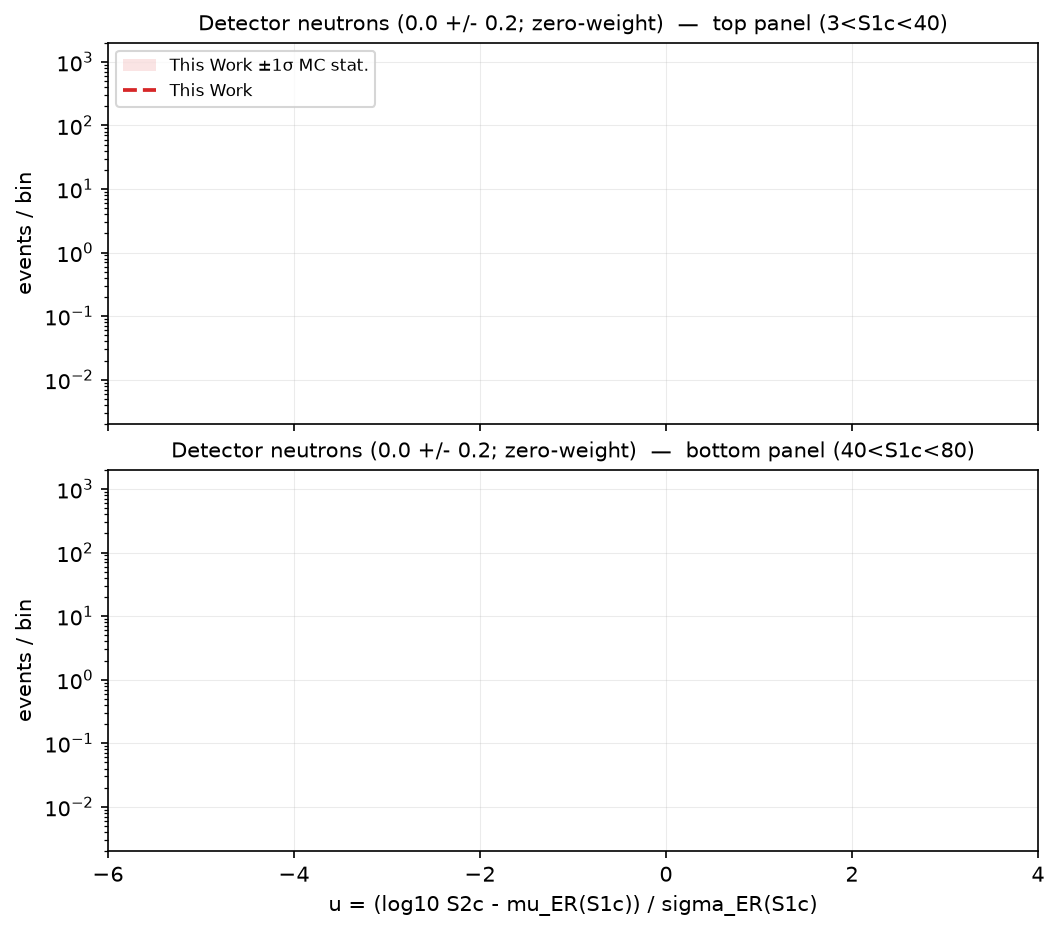 Detector neutrons (0.0 +/- 0.2; zero-weight) — top panel (3<S1c<40)
10³
This Work ±1σ MC stat.
This Work
10²
10¹
10⁰
10⁻¹
10⁻²
events / bin
Detector neutrons (0.0 +/- 0.2; zero-weight) — bottom panel (40<S1c<80)
10³
10²
10¹
10⁰
10⁻¹
10⁻²
events / bin
−6 −4 −2 0 2 4
u = (log10 S2c - mu_ER(S1c)) / sigma_ER(S1c)